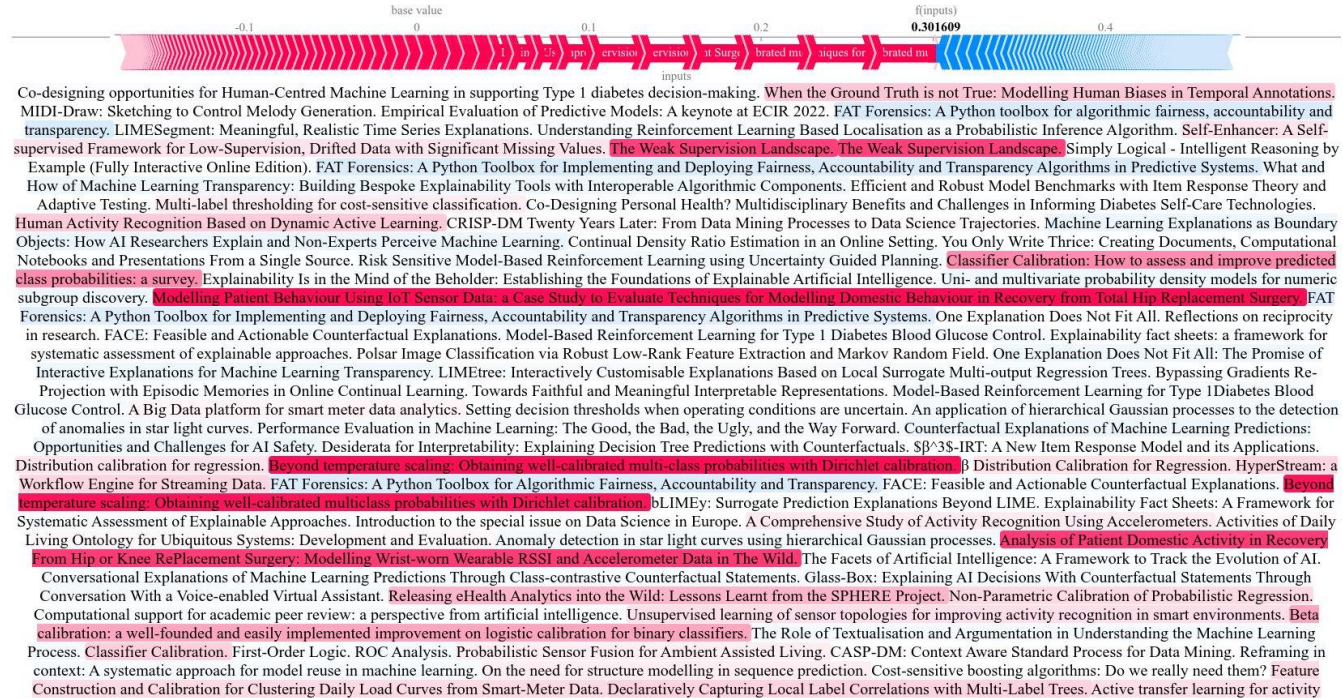 base value
f(inputs)
-0.1 0 0.1 0.2 0.301609 0.4
ervision ervision nt Surge brated mu niques for brated mu
inputs
Co-designing opportunities for Human-Centred Machine Learning in supporting Type 1 diabetes decision-making. When the Ground Truth is not True: Modelling Human Biases in Temporal Annotations.
MIDI-Draw: Sketching to Control Melody Generation. Empirical Evaluation of Predictive Models: A keynote at ECIR 2022. FAT Forensics: A Python toolbox for algorithmic fairness, accountability and
transparency. LIMESegment: Meaningful, Realistic Time Series Explanations. Understanding Reinforcement Learning Based Localisation as a Probabilistic Inference Algorithm. Self-Enhancer: A Self-
supervised Framework for Low-Supervision, Drifted Data with Significant Missing Values. The Weak Supervision Landscape. The Weak Supervision Landscape. Simply Logical - Intelligent Reasoning by
Example (Fully Interactive Online Edition). FAT Forensics: A Python Toolbox for Implementing and Deploying Fairness, Accountability and Transparency Algorithms in Predictive Systems. What and
How of Machine Learning Transparency: Building Bespoke Explainability Tools with Interoperable Algorithmic Components. Efficient and Robust Model Benchmarks with Item Response Theory and
Adaptive Testing. Multi-label thresholding for cost-sensitive classification. Co-Designing Personal Health? Multidisciplinary Benefits and Challenges in Informing Diabetes Self-Care Technologies.
Human Activity Recognition Based on Dynamic Active Learning. CRISP-DM Twenty Years Later: From Data Mining Processes to Data Science Trajectories. Machine Learning Explanations as Boundary
Objects: How AI Researchers Explain and Non-Experts Perceive Machine Learning. Continual Density Ratio Estimation in an Online Setting. You Only Write Thrice: Creating Documents, Computational
Notebooks and Presentations From a Single Source. Risk Sensitive Model-Based Reinforcement Learning using Uncertainty Guided Planning. Classifier Calibration: How to assess and improve predicted
class probabilities: a survey. Explainability Is in the Mind of the Beholder: Establishing the Foundations of Explainable Artificial Intelligence. Uni- and multivariate probability density models for numeric
subgroup discovery. Modelling Patient Behaviour Using IoT Sensor Data: a Case Study to Evaluate Techniques for Modelling Domestic Behaviour in Recovery from Total Hip Replacement Surgery. FAT
Forensics: A Python Toolbox for Implementing and Deploying Fairness, Accountability and Transparency Algorithms in Predictive Systems. One Explanation Does Not Fit All. Reflections on reciprocity
in research. FACE: Feasible and Actionable Counterfactual Explanations. Model-Based Reinforcement Learning for Type 1 Diabetes Blood Glucose Control. Explainability fact sheets: a framework for
systematic assessment of explainable approaches. Polsar Image Classification via Robust Low-Rank Feature Extraction and Markov Random Field. One Explanation Does Not Fit All: The Promise of
Interactive Explanations for Machine Learning Transparency. LIMEtree: Interactively Customisable Explanations Based on Local Surrogate Multi-output Regression Trees. Bypassing Gradients Re-
Projection with Episodic Memories in Online Continual Learning. Towards Faithful and Meaningful Interpretable Representations. Model-Based Reinforcement Learning for Type 1Diabetes Blood
Glucose Control. A Big Data platform for smart meter data analytics. Setting decision thresholds when operating conditions are uncertain. An application of hierarchical Gaussian processes to the detection
of anomalies in star light curves. Performance Evaluation in Machine Learning: The Good, the Bad, the Ugly, and the Way Forward. Counterfactual Explanations of Machine Learning Predictions:
Opportunities and Challenges for AI Safety. Desiderata for Interpretability: Explaining Decision Tree Predictions with Counterfactuals. $β^3$-IRT: A New Item Response Model and its Applications.
Distribution calibration for regression. Beyond temperature scaling: Obtaining well-calibrated multi-class probabilities with Dirichlet calibration. β Distribution Calibration for Regression. HyperStream: a
Workflow Engine for Streaming Data. FAT Forensics: A Python Toolbox for Algorithmic Fairness, Accountability and Transparency. FACE: Feasible and Actionable Counterfactual Explanations. Beyond
temperature scaling: Obtaining well-calibrated multiclass probabilities with Dirichlet calibration. bLIMEy: Surrogate Prediction Explanations Beyond LIME. Explainability Fact Sheets: A Framework for
Systematic Assessment of Explainable Approaches. Introduction to the special issue on Data Science in Europe. A Comprehensive Study of Activity Recognition Using Accelerometers. Activities of Daily
Living Ontology for Ubiquitous Systems: Development and Evaluation. Anomaly detection in star light curves using hierarchical Gaussian processes. Analysis of Patient Domestic Activity in Recovery
From Hip or Knee RePlacement Surgery: Modelling Wrist-worn Wearable RSSI and Accelerometer Data in The Wild. The Facets of Artificial Intelligence: A Framework to Track the Evolution of AI.
Conversational Explanations of Machine Learning Predictions Through Class-contrastive Counterfactual Statements. Glass-Box: Explaining AI Decisions With Counterfactual Statements Through
Conversation With a Voice-enabled Virtual Assistant. Releasing eHealth Analytics into the Wild: Lessons Learnt from the SPHERE Project. Non-Parametric Calibration of Probabilistic Regression.
Computational support for academic peer review: a perspective from artificial intelligence. Unsupervised learning of sensor topologies for improving activity recognition in smart environments. Beta
calibration: a well-founded and easily implemented improvement on logistic calibration for binary classifiers. The Role of Textualisation and Argumentation in Understanding the Machine Learning
Process. Classifier Calibration. First-Order Logic. ROC Analysis. Probabilistic Sensor Fusion for Ambient Assisted Living. CASP-DM: Context Aware Standard Process for Data Mining. Reframing in
context: A systematic approach for model reuse in machine learning. On the need for structure modelling in sequence prediction. Cost-sensitive boosting algorithms: Do we really need them? Feature
Construction and Calibration for Clustering Daily Load Curves from Smart-Meter Data. Declaratively Capturing Local Label Correlations with Multi-Label Trees. Active transfer learning for activity